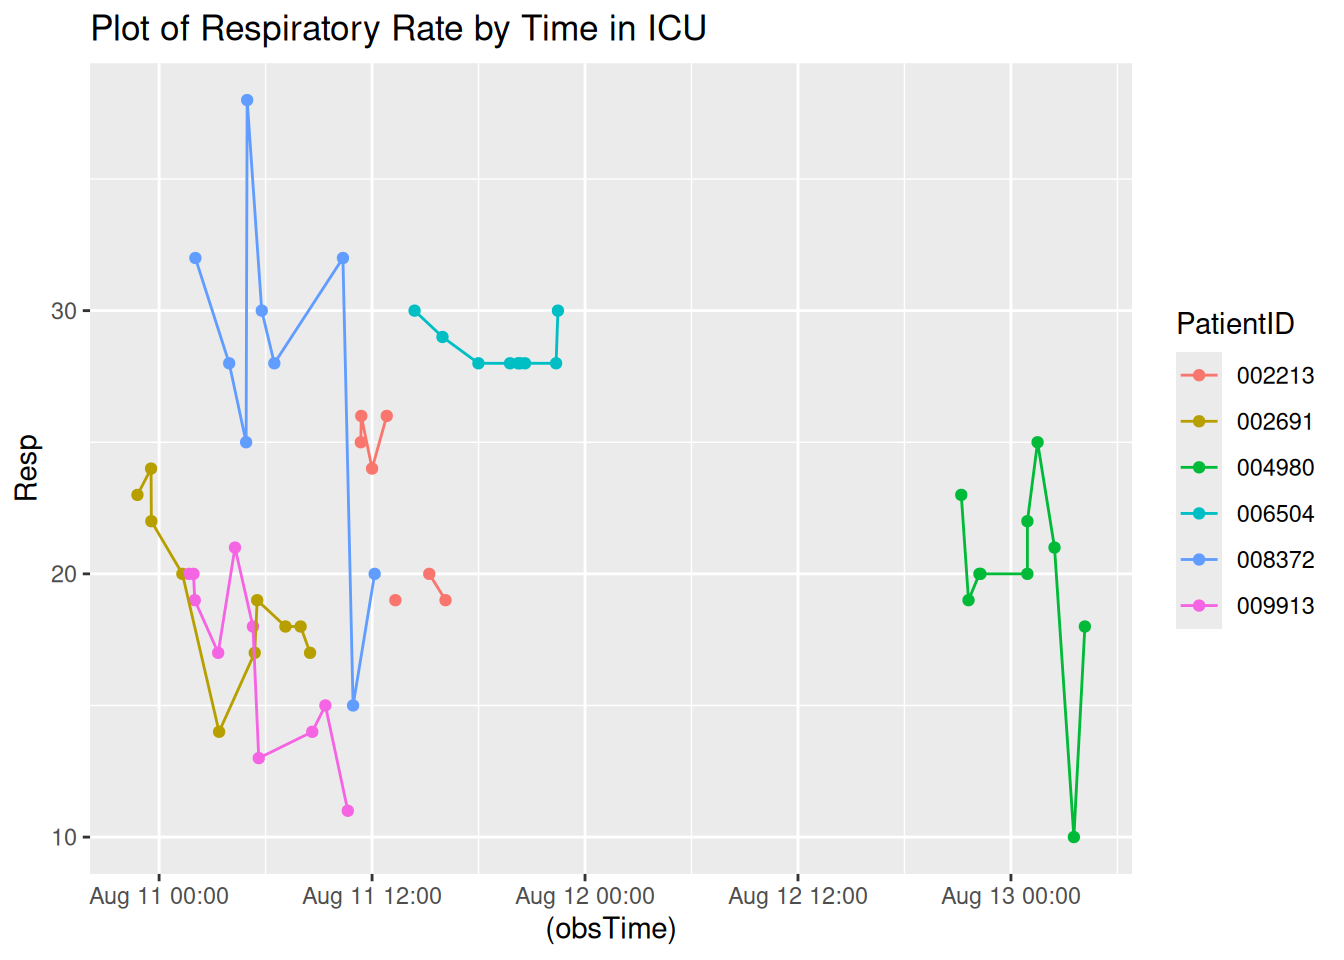 Plot of Respiratory Rate by Time in ICU
Resp
30
20
10
Aug 11 00:00 Aug 11 12:00 Aug 12 00:00 Aug 12 12:00 Aug 13 00:00
(obsTime)
PatientID
002213
002691
004980
006504
008372
009913